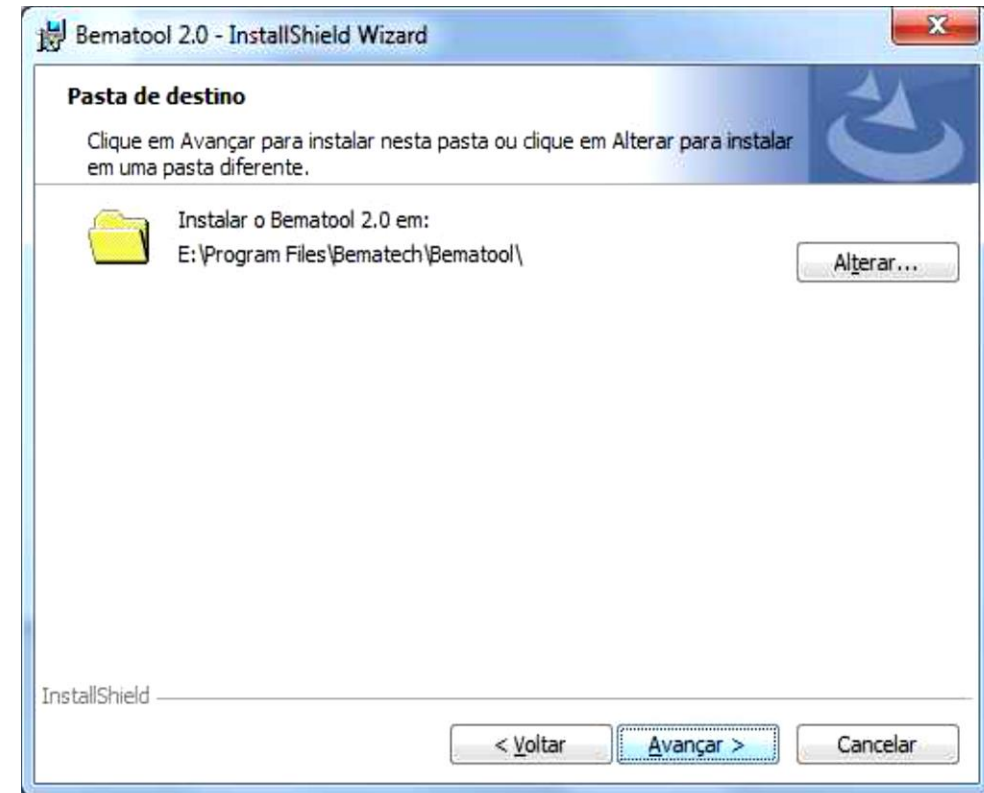 Bematool 2.0 - InstallShield Wizard
Pasta de destino
Clique em Avançar para instalar nesta pasta ou clique em Alterar para instalar
em uma pasta diferente.
Instalar o Bematool 2.0 em:
E:\Program Files\Bematech\Bematool\
Alterar...
InstallShield
< Voltar
Avançar >
Cancelar